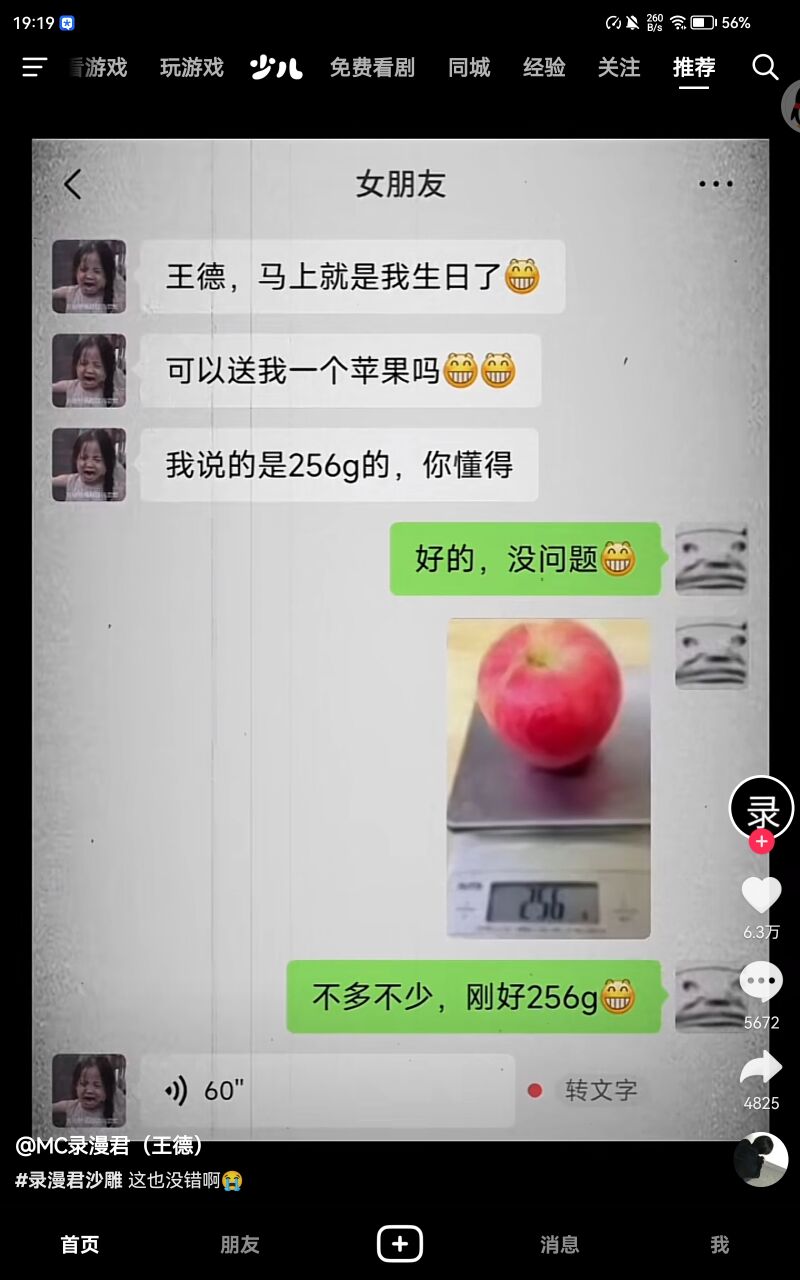 19:19
260
B/s
56%
看游戏 玩游戏 少儿 免费看剧 同城 经验 关注 推荐
女朋友
王德，马上就是我生日了😁
可以送我一个苹果吗😁😁
我说的是256g的，你懂得
好的，没问题😁
256
录
6.3万
不多不少，刚好256g😁
5672
60" 转文字
4825
@MC录漫君（王德）
#录漫君沙雕 这也没错啊😭
首页 朋友 消息 我